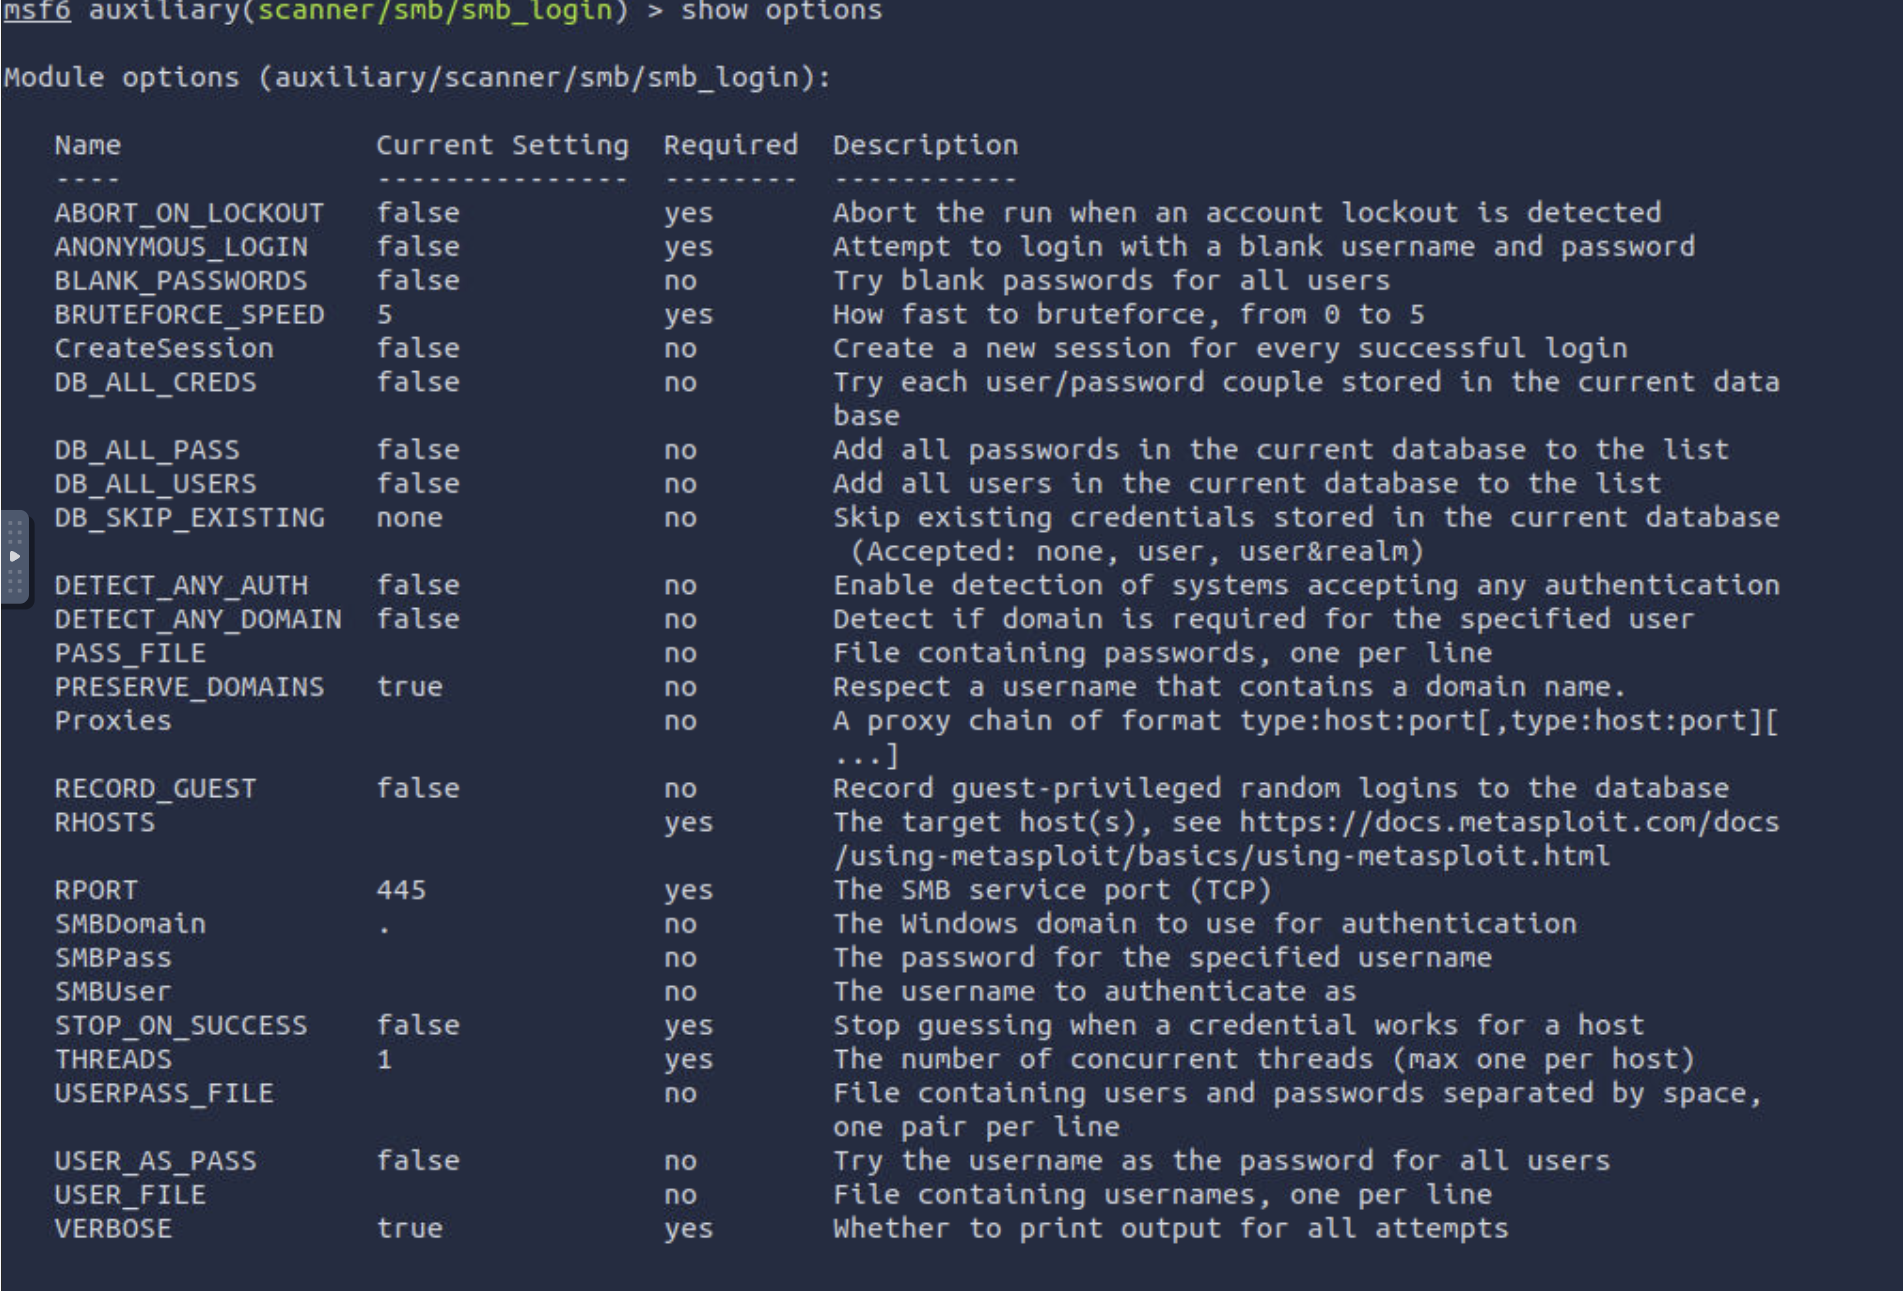 msf6 auxiliary(scanner/smb/smb_login) > show options
Module options (auxiliary/scanner/smb/smb_login):
Name Current Setting Required Description
---- --------------- -------- -----------
ABORT_ON_LOCKOUT false yes Abort the run when an account lockout is detected
ANONYMOUS_LOGIN false yes Attempt to login with a blank username and password
BLANK_PASSWORDS false no Try blank passwords for all users
BRUTEFORCE_SPEED 5 yes How fast to bruteforce, from 0 to 5
CreateSession false no Create a new session for every successful login
DB_ALL_CREDS false no Try each user/password couple stored in the current data
base
DB_ALL_PASS false no Add all passwords in the current database to the list
DB_ALL_USERS false no Add all users in the current database to the list
DB_SKIP_EXISTING none no Skip existing credentials stored in the current database
(Accepted: none, user, user&realm)
DETECT_ANY_AUTH false no Enable detection of systems accepting any authentication
DETECT_ANY_DOMAIN false no Detect if domain is required for the specified user
PASS_FILE no File containing passwords, one per line
PRESERVE_DOMAINS true no Respect a username that contains a domain name.
Proxies no A proxy chain of format type:host:port[,type:host:port][
...]
RECORD_GUEST false no Record guest-privileged random logins to the database
RHOSTS yes The target host(s), see https://docs.metasploit.com/docs
/using-metasploit/basics/using-metasploit.html
RPORT 445 yes The SMB service port (TCP)
SMBDomain . no The Windows domain to use for authentication
SMBPass no The password for the specified username
SMBUser no The username to authenticate as
STOP_ON_SUCCESS false yes Stop guessing when a credential works for a host
THREADS 1 yes The number of concurrent threads (max one per host)
USERPASS_FILE no File containing users and passwords separated by space,
one pair per line
USER_AS_PASS false no Try the username as the password for all users
USER_FILE no File containing usernames, one per line
VERBOSE true yes Whether to print output for all attempts